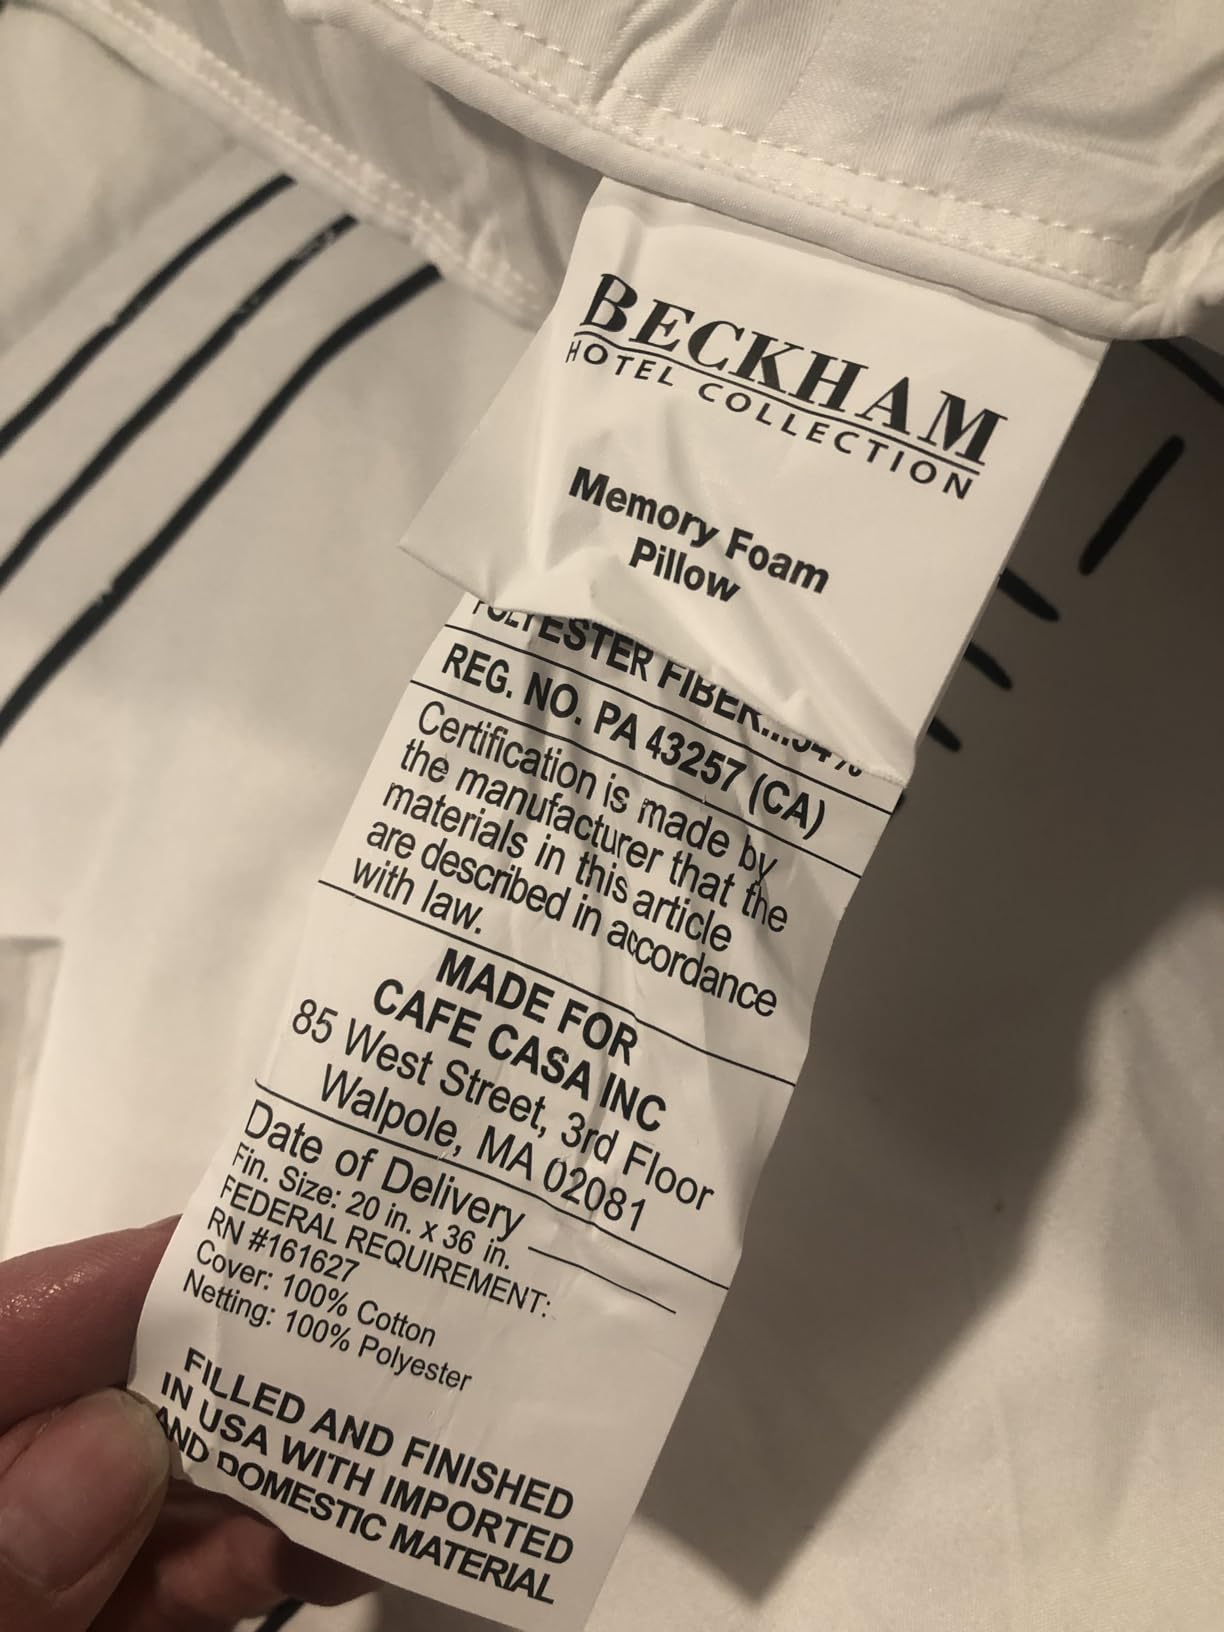 BECKHAM
HOTEL COLLECTION
Memory Foam
Pillow
POLYESTER FIBER...34%
REG. NO. PA 43257 (CA)
Certification is made by
the manufacturer that the
materials in this article
are described in accordance
with law.
MADE FOR
CAFE CASA INC
85 West Street, 3rd Floor
Walpole, MA 02081
Date of Delivery
Fin. Size: 20 in. x 36 in.
FEDERAL REQUIREMENT:
RN #161627
Cover: 100% Cotton
Netting: 100% Polyester
FILLED AND FINISHED
IN USA WITH IMPORTED
AND DOMESTIC MATERIAL